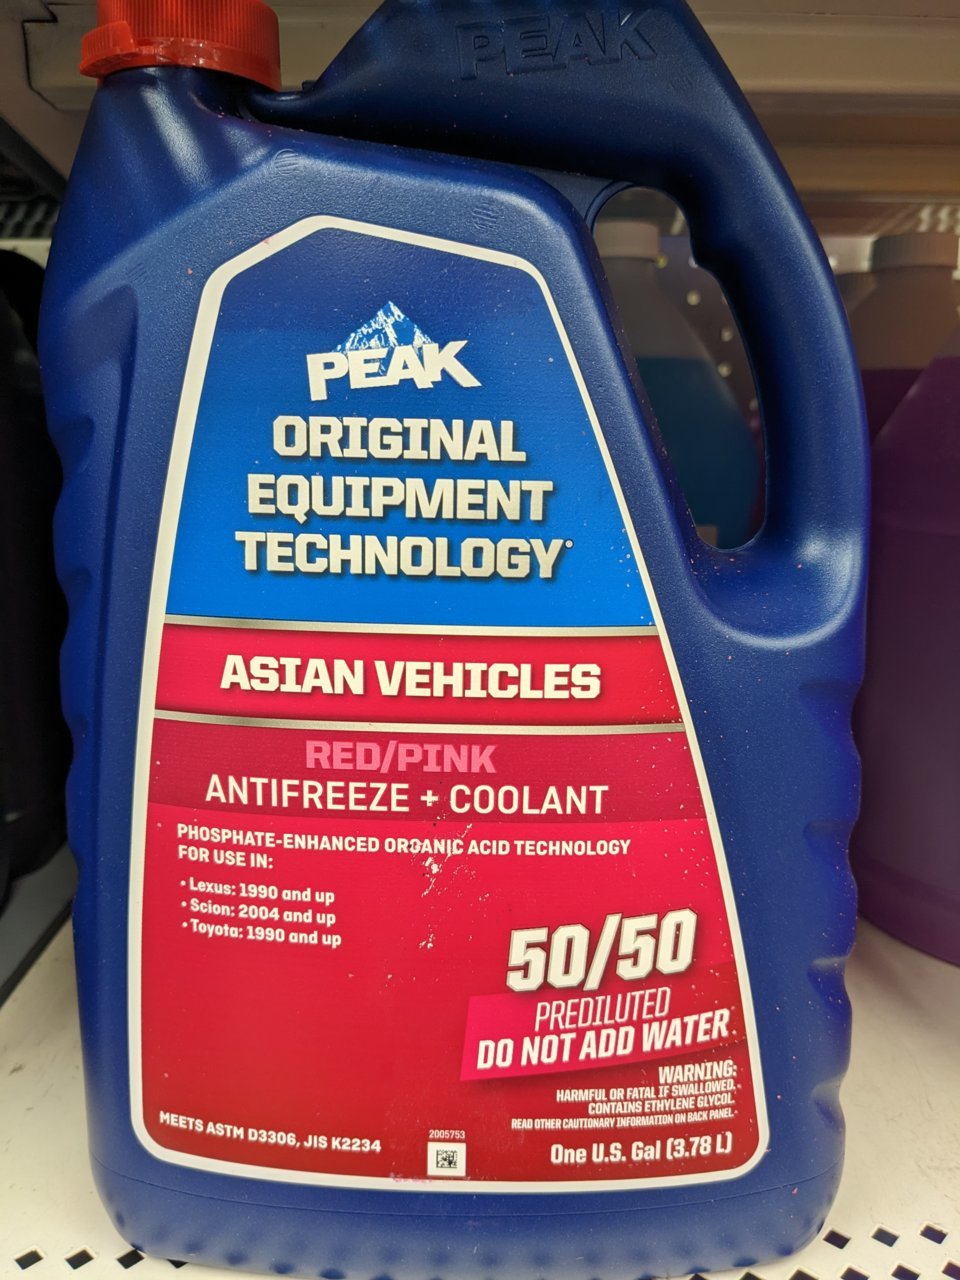 PEAK
PEAK
ORIGINAL
EQUIPMENT
TECHNOLOGY®
ASIAN VEHICLES
RED/PINK
ANTIFREEZE + COOLANT
PHOSPHATE-ENHANCED ORGANIC ACID TECHNOLOGY
FOR USE IN:
• Lexus: 1990 and up
• Scion: 2004 and up
• Toyota: 1990 and up
50/50
PREDILUTED
DO NOT ADD WATER
WARNING:
HARMFUL OR FATAL IF SWALLOWED.
CONTAINS ETHYLENE GLYCOL.
READ OTHER CAUTIONARY INFORMATION ON BACK PANEL.
MEETS ASTM D3306, JIS K2234
2005753
One U.S. Gal (3.78 L)